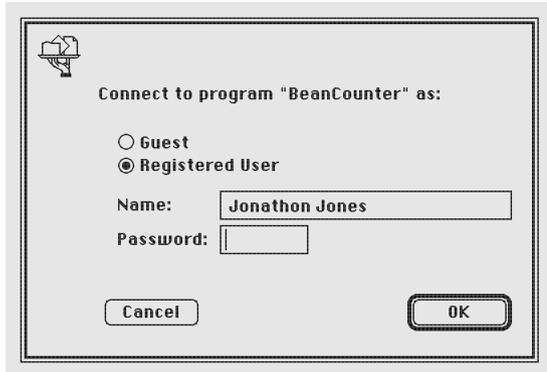 Connect to program "BeanCounter" as:
Guest
Registered User
Name: Jonathon Jones
Password:
Cancel OK